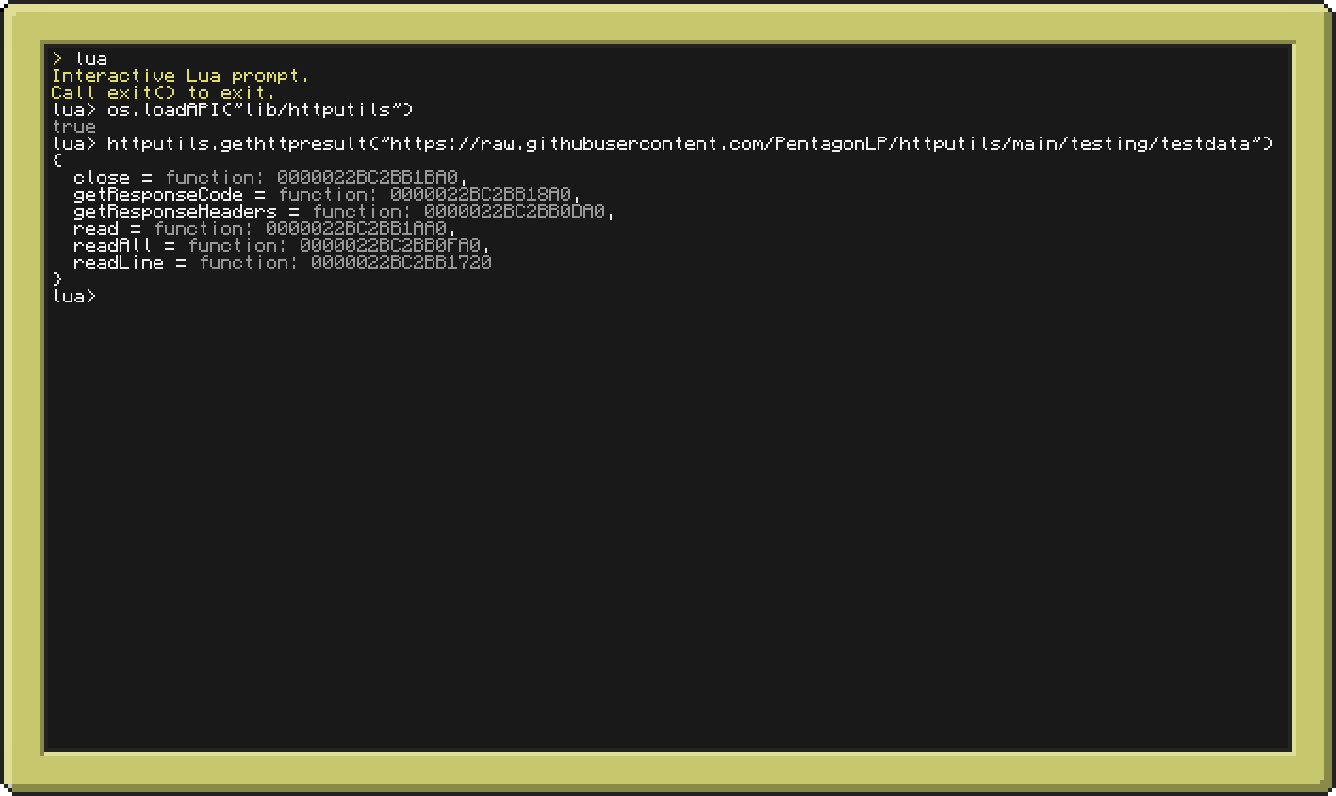 > lua
Interactive Lua prompt.
Call exit() to exit.
lua> os.loadAPI("lib/httputils")
true
lua> httputils.gethttpresult("https://raw.githubusercontent.com/PentagonLP/httputils/main/testing/testdata")
{
  close = function: 0000022BC2BB1BA0,
  getResponseCode = function: 0000022BC2BB18A0,
  getResponseHeaders = function: 0000022BC2BB0DA0,
  read = function: 0000022BC2BB1AA0,
  readAll = function: 0000022BC2BB0FA0,
  readLine = function: 0000022BC2BB1720
}
lua>